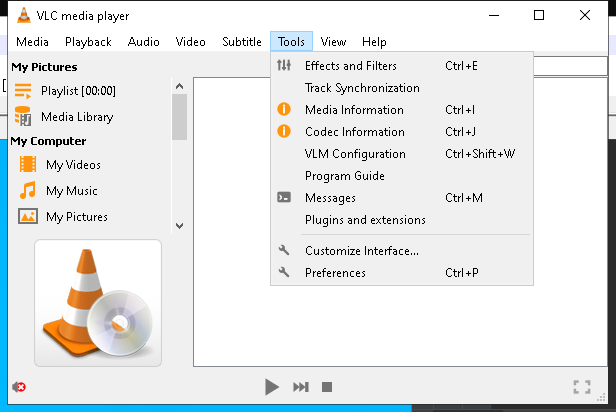 VLC media player
Media Playback Audio Video Subtitle Tools View Help
My Pictures
Playlist [00:00]
Media Library
My Computer
My Videos
My Music
My Pictures
Effects and Filters Ctrl+E
Track Synchronization
Media Information Ctrl+I
Codec Information Ctrl+J
VLM Configuration Ctrl+Shift+W
Program Guide
Messages Ctrl+M
Plugins and extensions
Customize Interface...
Preferences Ctrl+P